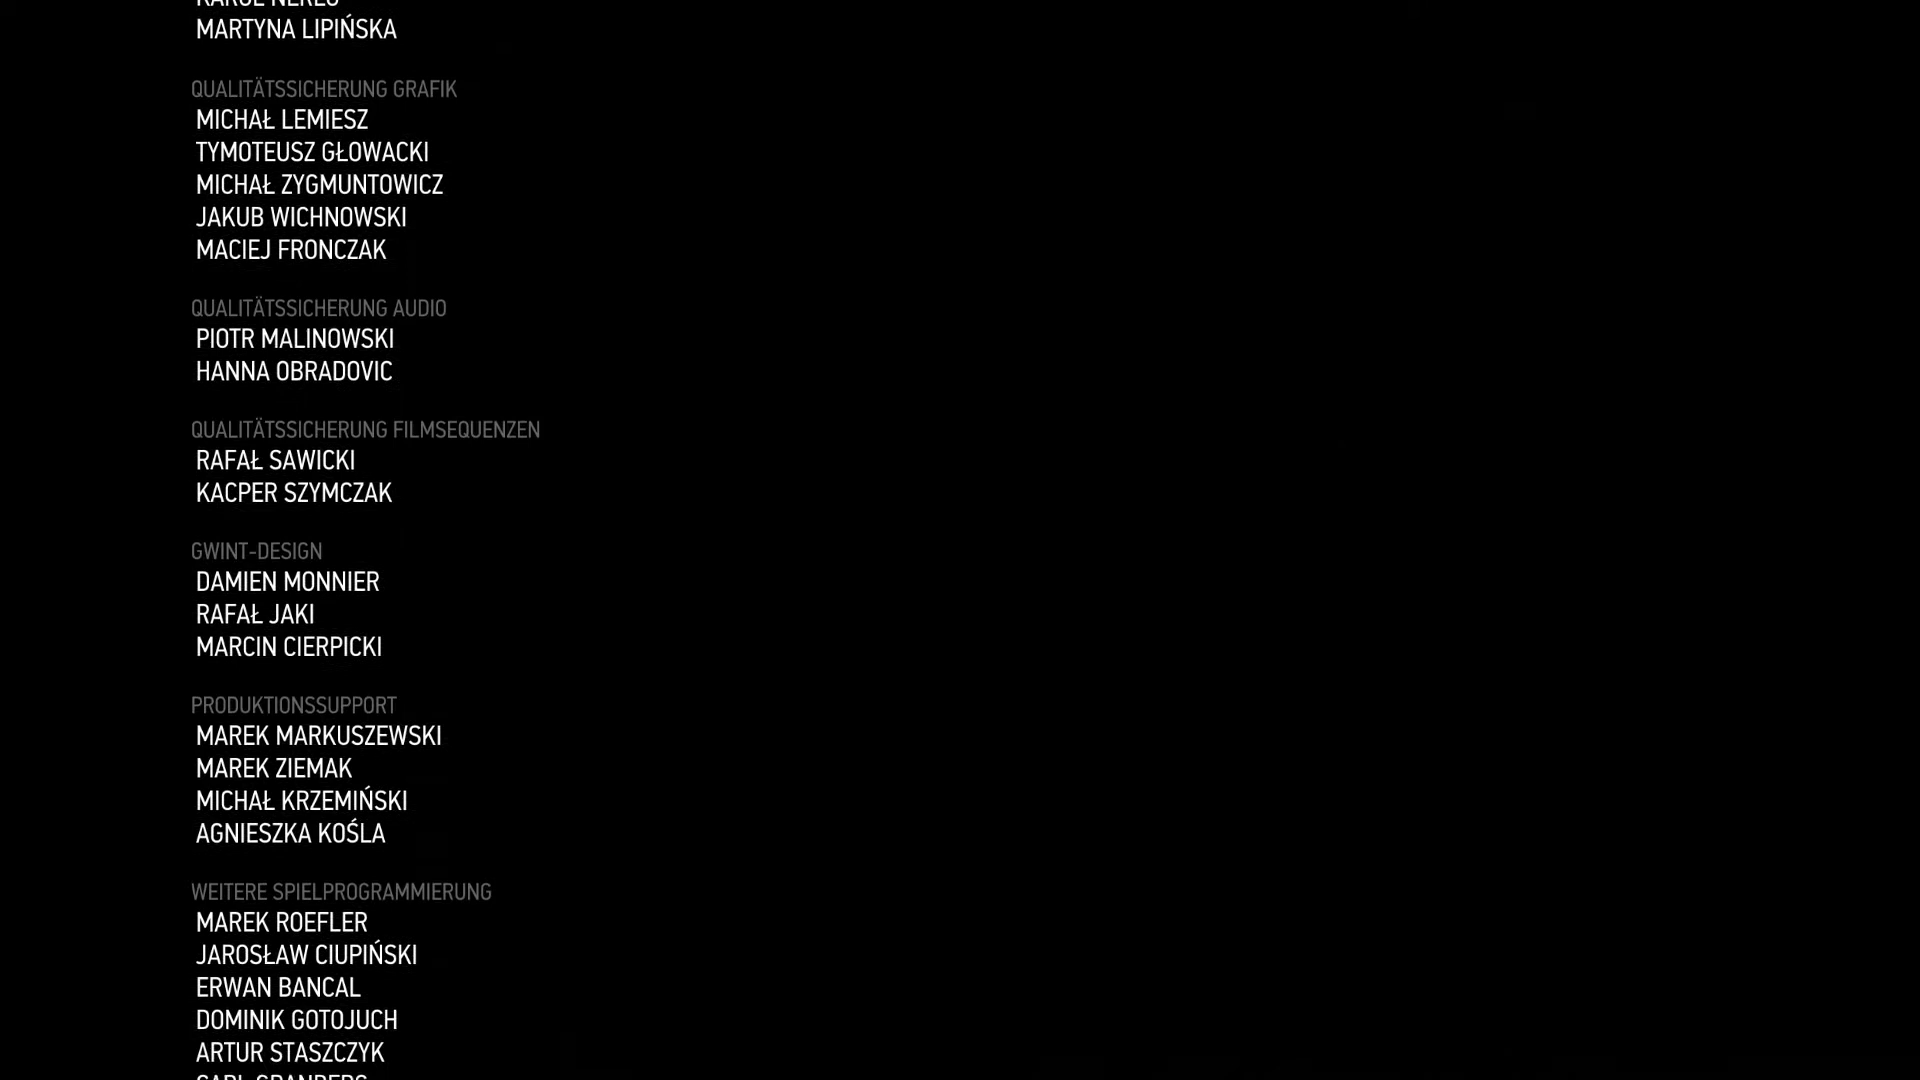 MARTYNA LIPIŃSKA
QUALITÄTSSICHERUNG GRAFIK
MICHAŁ LEMIESZ
TYMOTEUSZ GŁOWACKI
MICHAŁ ZYGMUNTOWICZ
JAKUB WICHNOWSKI
MACIEJ FRONCZAK
QUALITÄTSSICHERUNG AUDIO
PIOTR MALINOWSKI
HANNA OBRADOVIC
QUALITÄTSSICHERUNG FILMSEQUENZEN
RAFAŁ SAWICKI
KACPER SZYMCZAK
GWINT-DESIGN
DAMIEN MONNIER
RAFAŁ JAKI
MARCIN CIERPICKI
PRODUKTIONSSUPPORT
MAREK MARKUSZEWSKI
MAREK ZIEMAK
MICHAŁ KRZEMIŃSKI
AGNIESZKA KOŚLA
WEITERE SPIELPROGRAMMIERUNG
MAREK ROEFLER
JAROSŁAW CIUPIŃSKI
ERWAN BANCAL
DOMINIK GOTOJUCH
ARTUR STASZCZYK